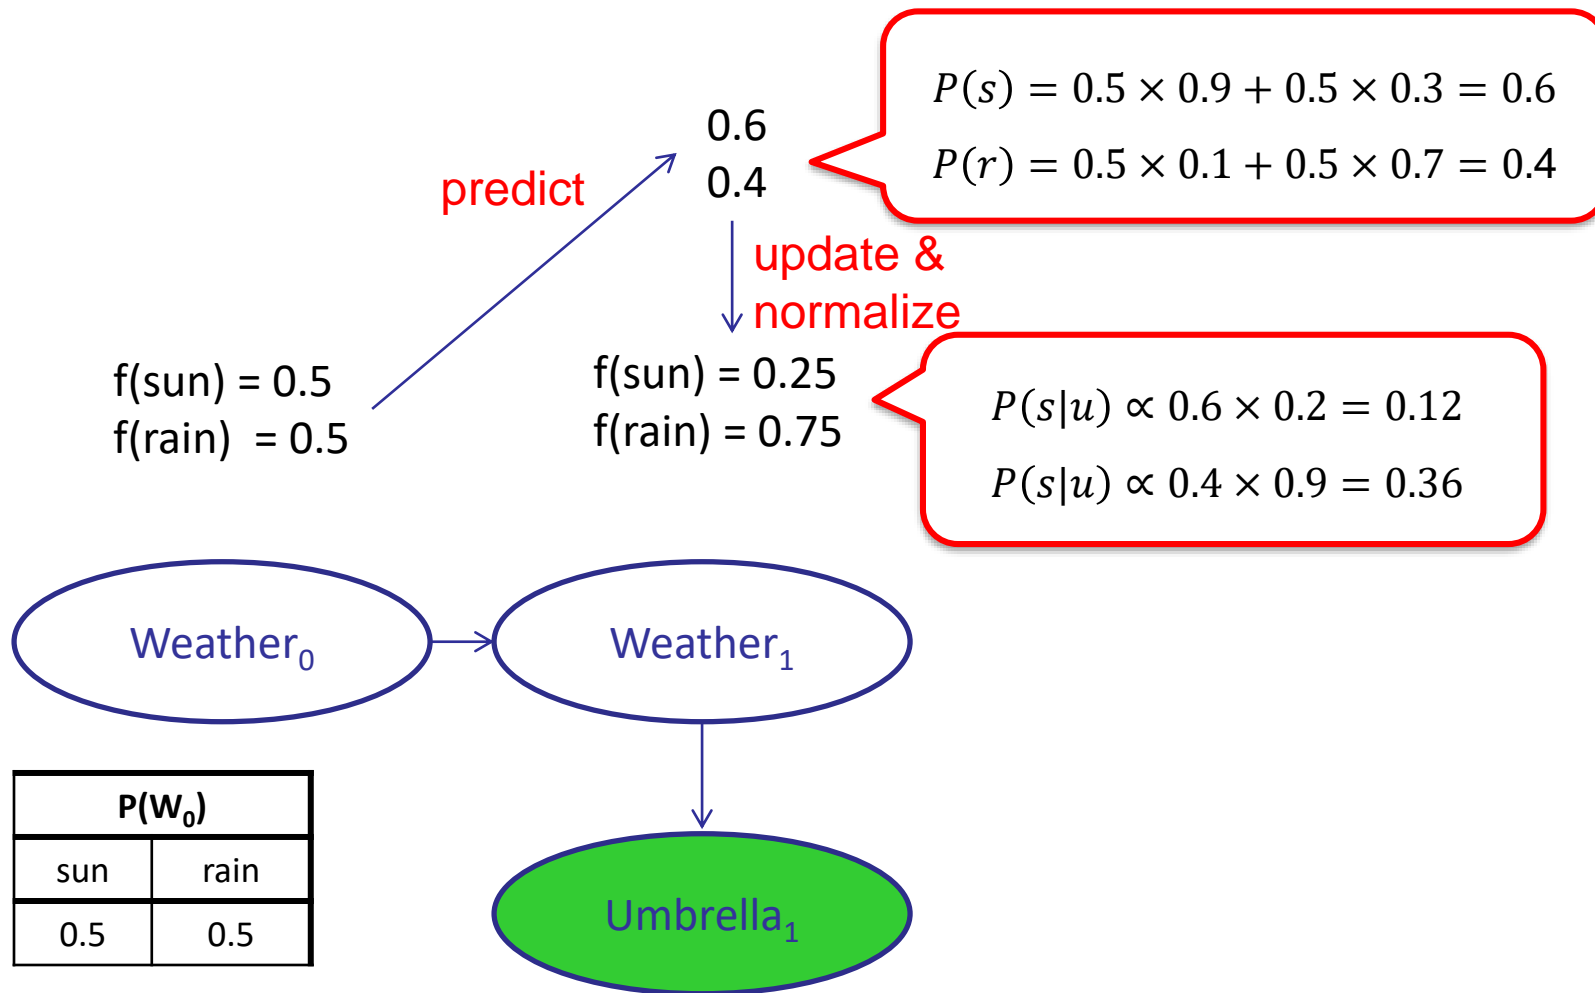 0.6
0.4
P(s) = 0.5 × 0.9 + 0.5 × 0.3 = 0.6
P(r) = 0.5 × 0.1 + 0.5 × 0.7 = 0.4
predict
update &
normalize
f(sun) = 0.5
f(rain) = 0.5
f(sun) = 0.25
f(rain) = 0.75
P(s|u) ∝ 0.6 × 0.2 = 0.12
P(s|u) ∝ 0.4 × 0.9 = 0.36
Weather₀
Weather₁
P(W₀)
sun rain
0.5 0.5
Umbrella₁